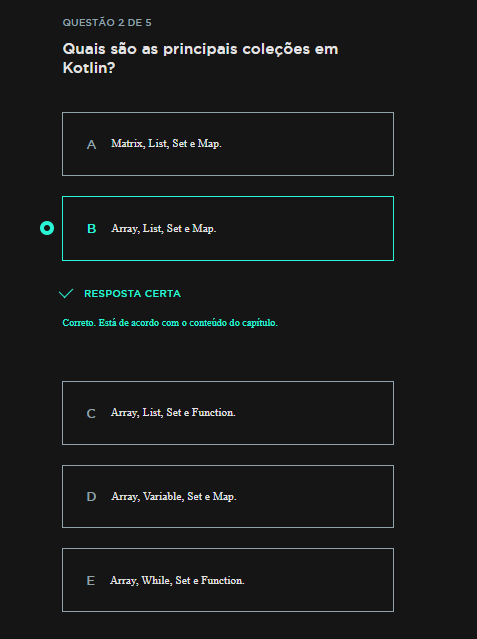 QUESTÃO 2 DE 5
Quais são as principais coleções em
Kotlin?
A Matrix, List, Set e Map.
B Array, List, Set e Map.
RESPOSTA CERTA
Correto. Está de acordo com o conteúdo do capítulo.
C Array, List, Set e Function.
D Array, Variable, Set e Map.
E Array, While, Set e Function.